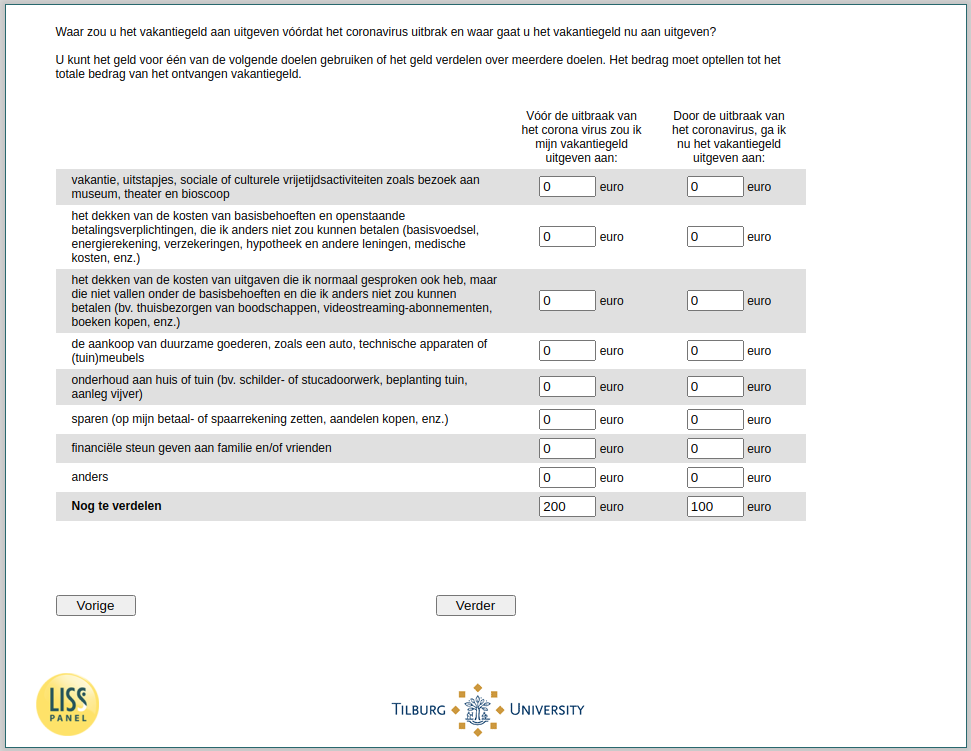 Waar zou u het vakantiegeld aan uitgeven vóórdat het coronavirus uitbrak en waar gaat u het vakantiegeld nu aan uitgeven?
U kunt het geld voor één van de volgende doelen gebruiken of het geld verdelen over meerdere doelen. Het bedrag moet optellen tot het
totale bedrag van het ontvangen vakantiegeld.
Vóór de uitbraak van
het corona virus zou ik
mijn vakantiegeld
uitgeven aan:
Door de uitbraak van
het coronavirus, ga ik
nu het vakantiegeld
uitgeven aan:
vakantie, uitstapjes, sociale of culturele vrijetijdsactiviteiten zoals bezoek aan
museum, theater en bioscoop
0 euro 0 euro
het dekken van de kosten van basisbehoeften en openstaande
betalingsverplichtingen, die ik anders niet zou kunnen betalen (basisvoedsel,
energierekening, verzekeringen, hypotheek en andere leningen, medische
kosten, enz.)
0 euro 0 euro
het dekken van de kosten van uitgaven die ik normaal gesproken ook heb, maar
die niet vallen onder de basisbehoeften en die ik anders niet zou kunnen
betalen (bv. thuisbezorgen van boodschappen, videostreaming-abonnementen,
boeken kopen, enz.)
0 euro 0 euro
de aankoop van duurzame goederen, zoals een auto, technische apparaten of
(tuin)meubels
0 euro 0 euro
onderhoud aan huis of tuin (bv. schilder- of stucadoorwerk, beplanting tuin,
aanleg vijver)
0 euro 0 euro
sparen (op mijn betaal- of spaarrekening zetten, aandelen kopen, enz.) 0 euro 0 euro
financiële steun geven aan familie en/of vrienden 0 euro 0 euro
anders 0 euro 0 euro
Nog te verdelen 200 euro 100 euro
Vorige Verder
LISS
PANEL
TILBURG UNIVERSITY